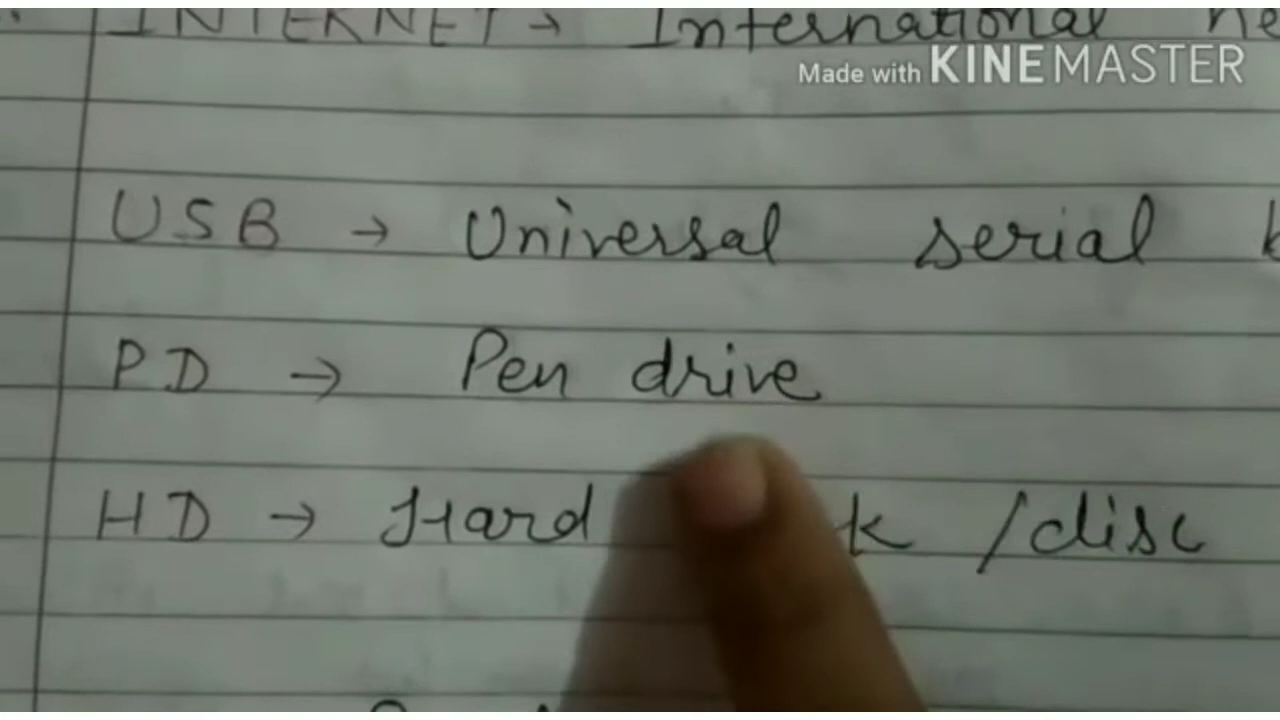 INTERNET → International
Made with KINEMASTER
USB → Universal serial
PD → Pen drive
HD → Hard /disc